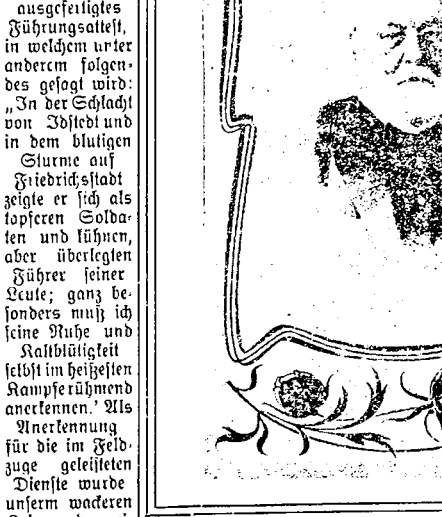 ausgefertigtes
Führungsattest,
in welchem unter
anderem folgen-
des gesagt wird:
„In der Schlacht
von Idstedt und
in dem blutigen
Sturme auf
Friedrichsstadt
zeigte er sich als
tapferen Solda-
ten und kühnen,
aber überlegten
Führer seiner
Leute; ganz be-
sonders muß ich
seine Ruhe und
Kaltblütigkeit
selbst im heißesten
Kampfe rühmend
anerkennen.' Als
Anerkennung
für die im Feld-
zuge geleisteten
Dienste wurde
unserm wackeren